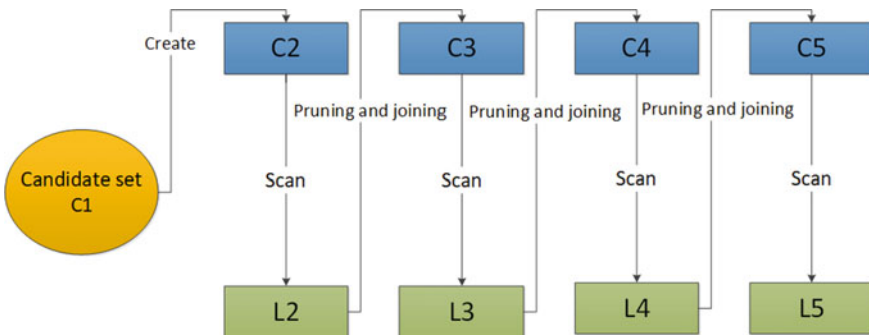 Create
C2
C3
C4
C5
Pruning and joining
Pruning and joining
Pruning and joining
Candidate set
C1
Scan
Scan
Scan
Scan
L2
L3
L4
L5